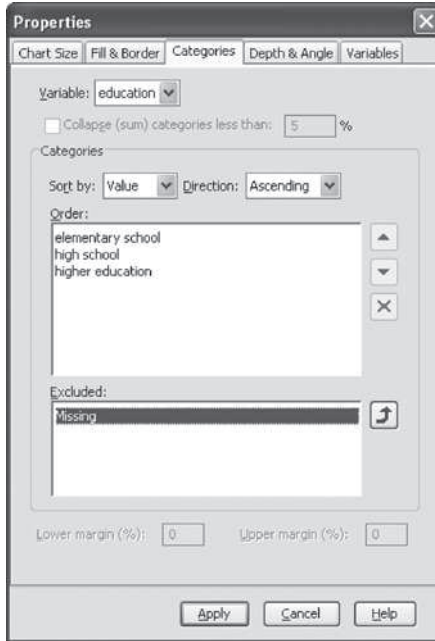 Properties
Chart Size Fill & Border Categories Depth & Angle Variables
Variable: education
Collapse (sum) categories less than: 5 %
Categories
Sort by: Value Direction: Ascending
Order:
elementary school
high school
higher education
Excluded:
Missing
Lower margin (%): 0 Upper margin (%): 0
Apply Cancel Help